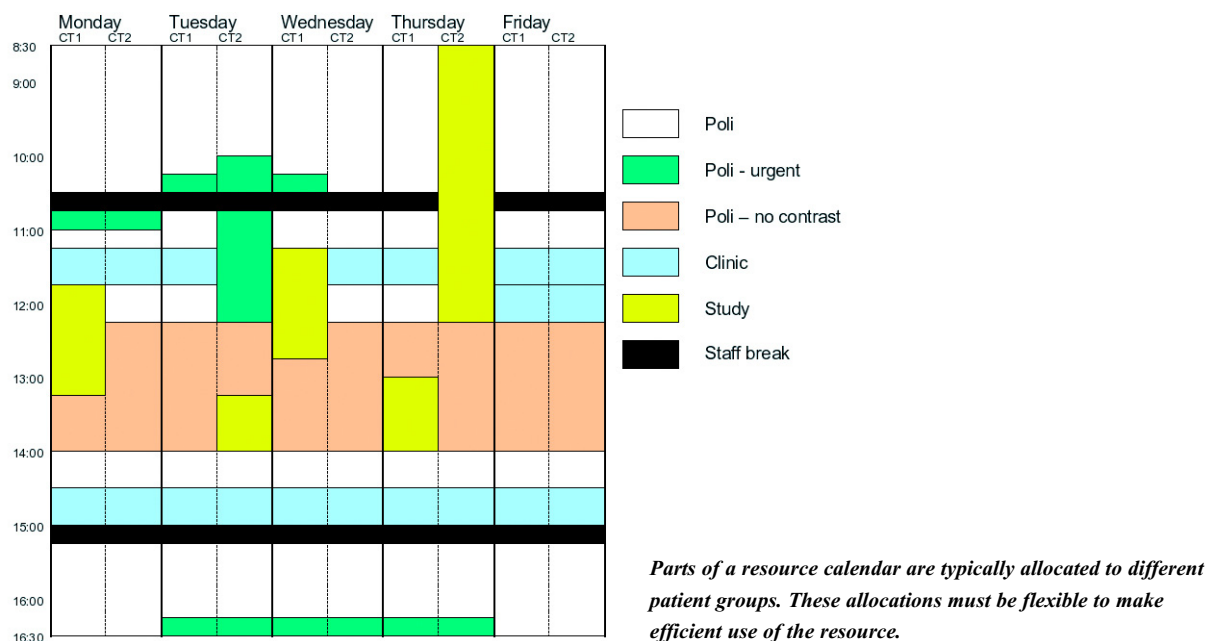 Monday Tuesday Wednesday Thursday Friday
CT1 CT2 CT1 CT2 CT1 CT2 CT1 CT2 CT1 CT2
8:30
9:00
10:00
11:00
12:00
13:00
14:00
15:00
16:00
16:30
Poli
Poli - urgent
Poli – no contrast
Clinic
Study
Staff break
Parts of a resource calendar are typically allocated to different
patient groups. These allocations must be flexible to make
efficient use of the resource.